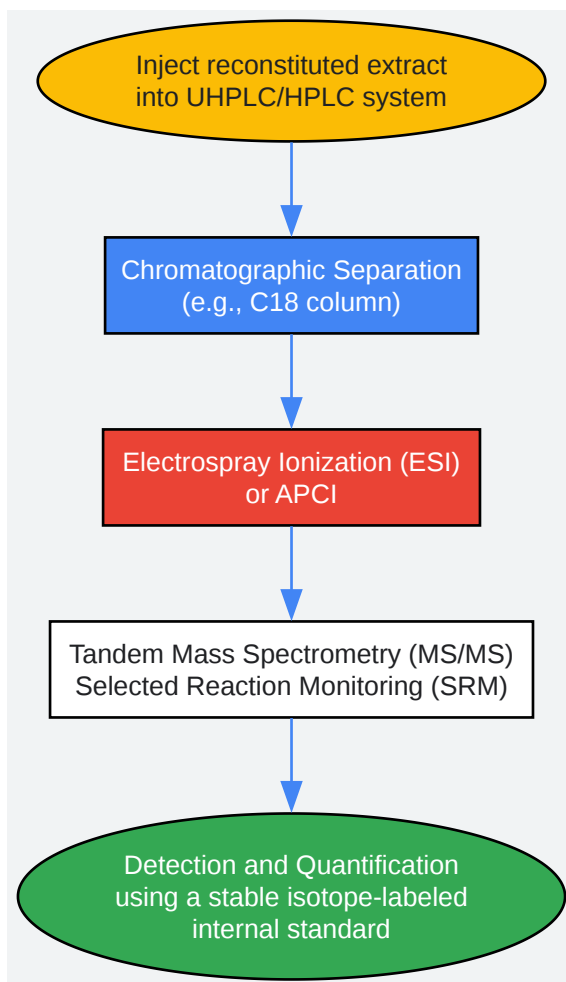 Inject reconstituted extract
into UHPLC/HPLC system
Chromatographic Separation
(e.g., C18 column)
Electrospray Ionization (ESI)
or APCI
Tandem Mass Spectrometry (MS/MS)
Selected Reaction Monitoring (SRM)
Detection and Quantification
using a stable isotope-labeled
internal standard